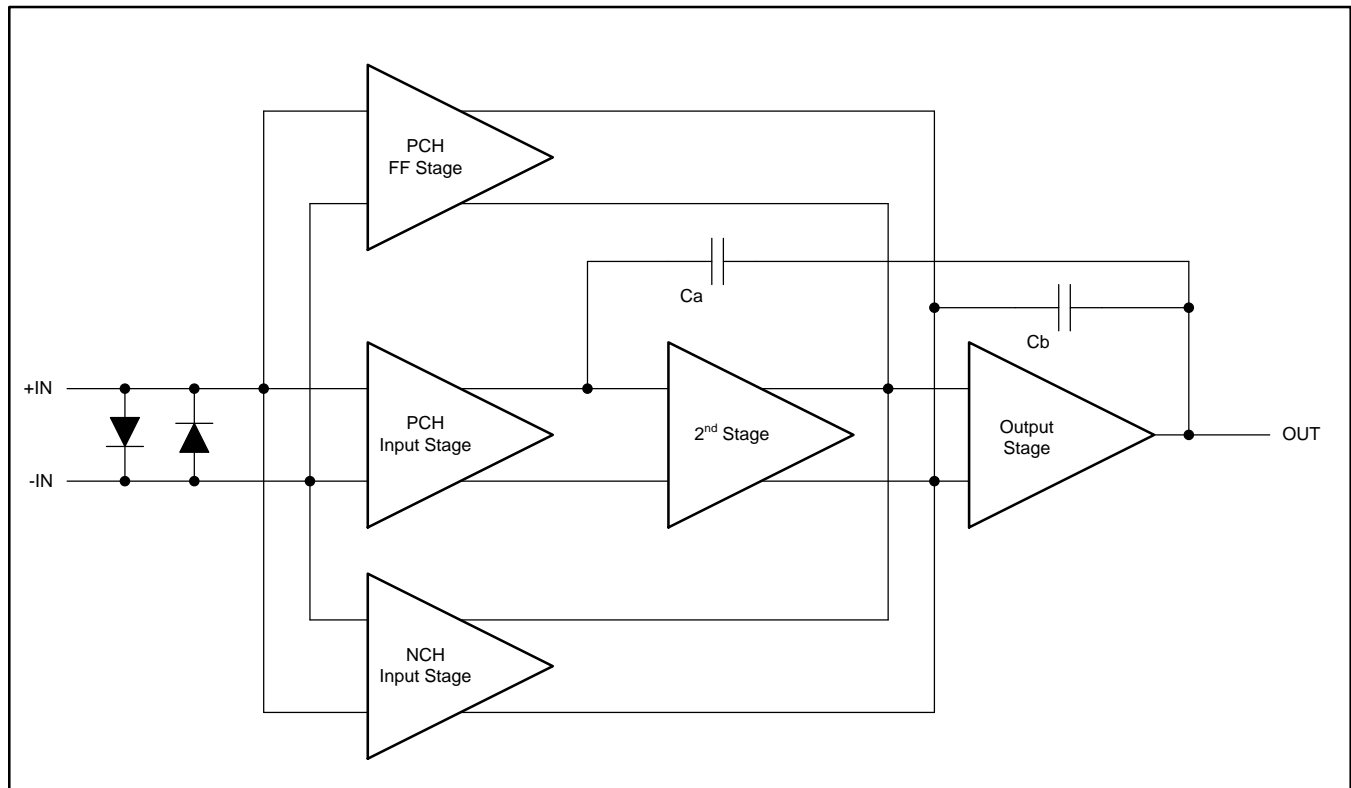 PCH
FF Stage
Ca
Cb
+IN
-IN
PCH
Input Stage
2nd Stage
Output
Stage
OUT
NCH
Input Stage